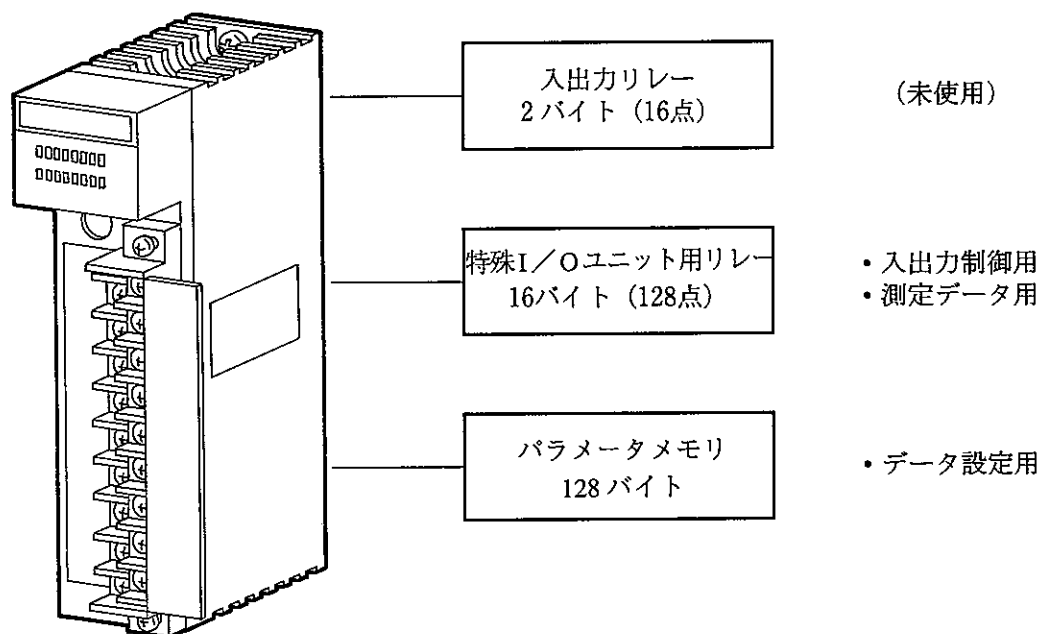 入出力リレー
2バイト（16点）
（未使用）
特殊I／Oユニット用リレー
16バイト（128点）
・入出力制御用
・測定データ用
パラメータメモリ
128バイト
・データ設定用